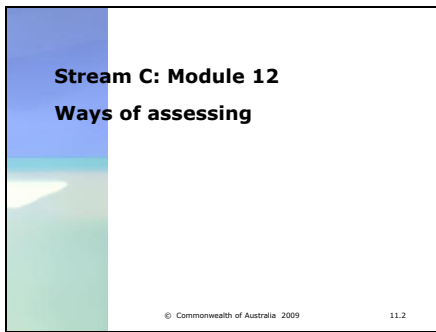 Stream C: Module 12
Ways of assessing
© Commonwealth of Australia 2009 11.2